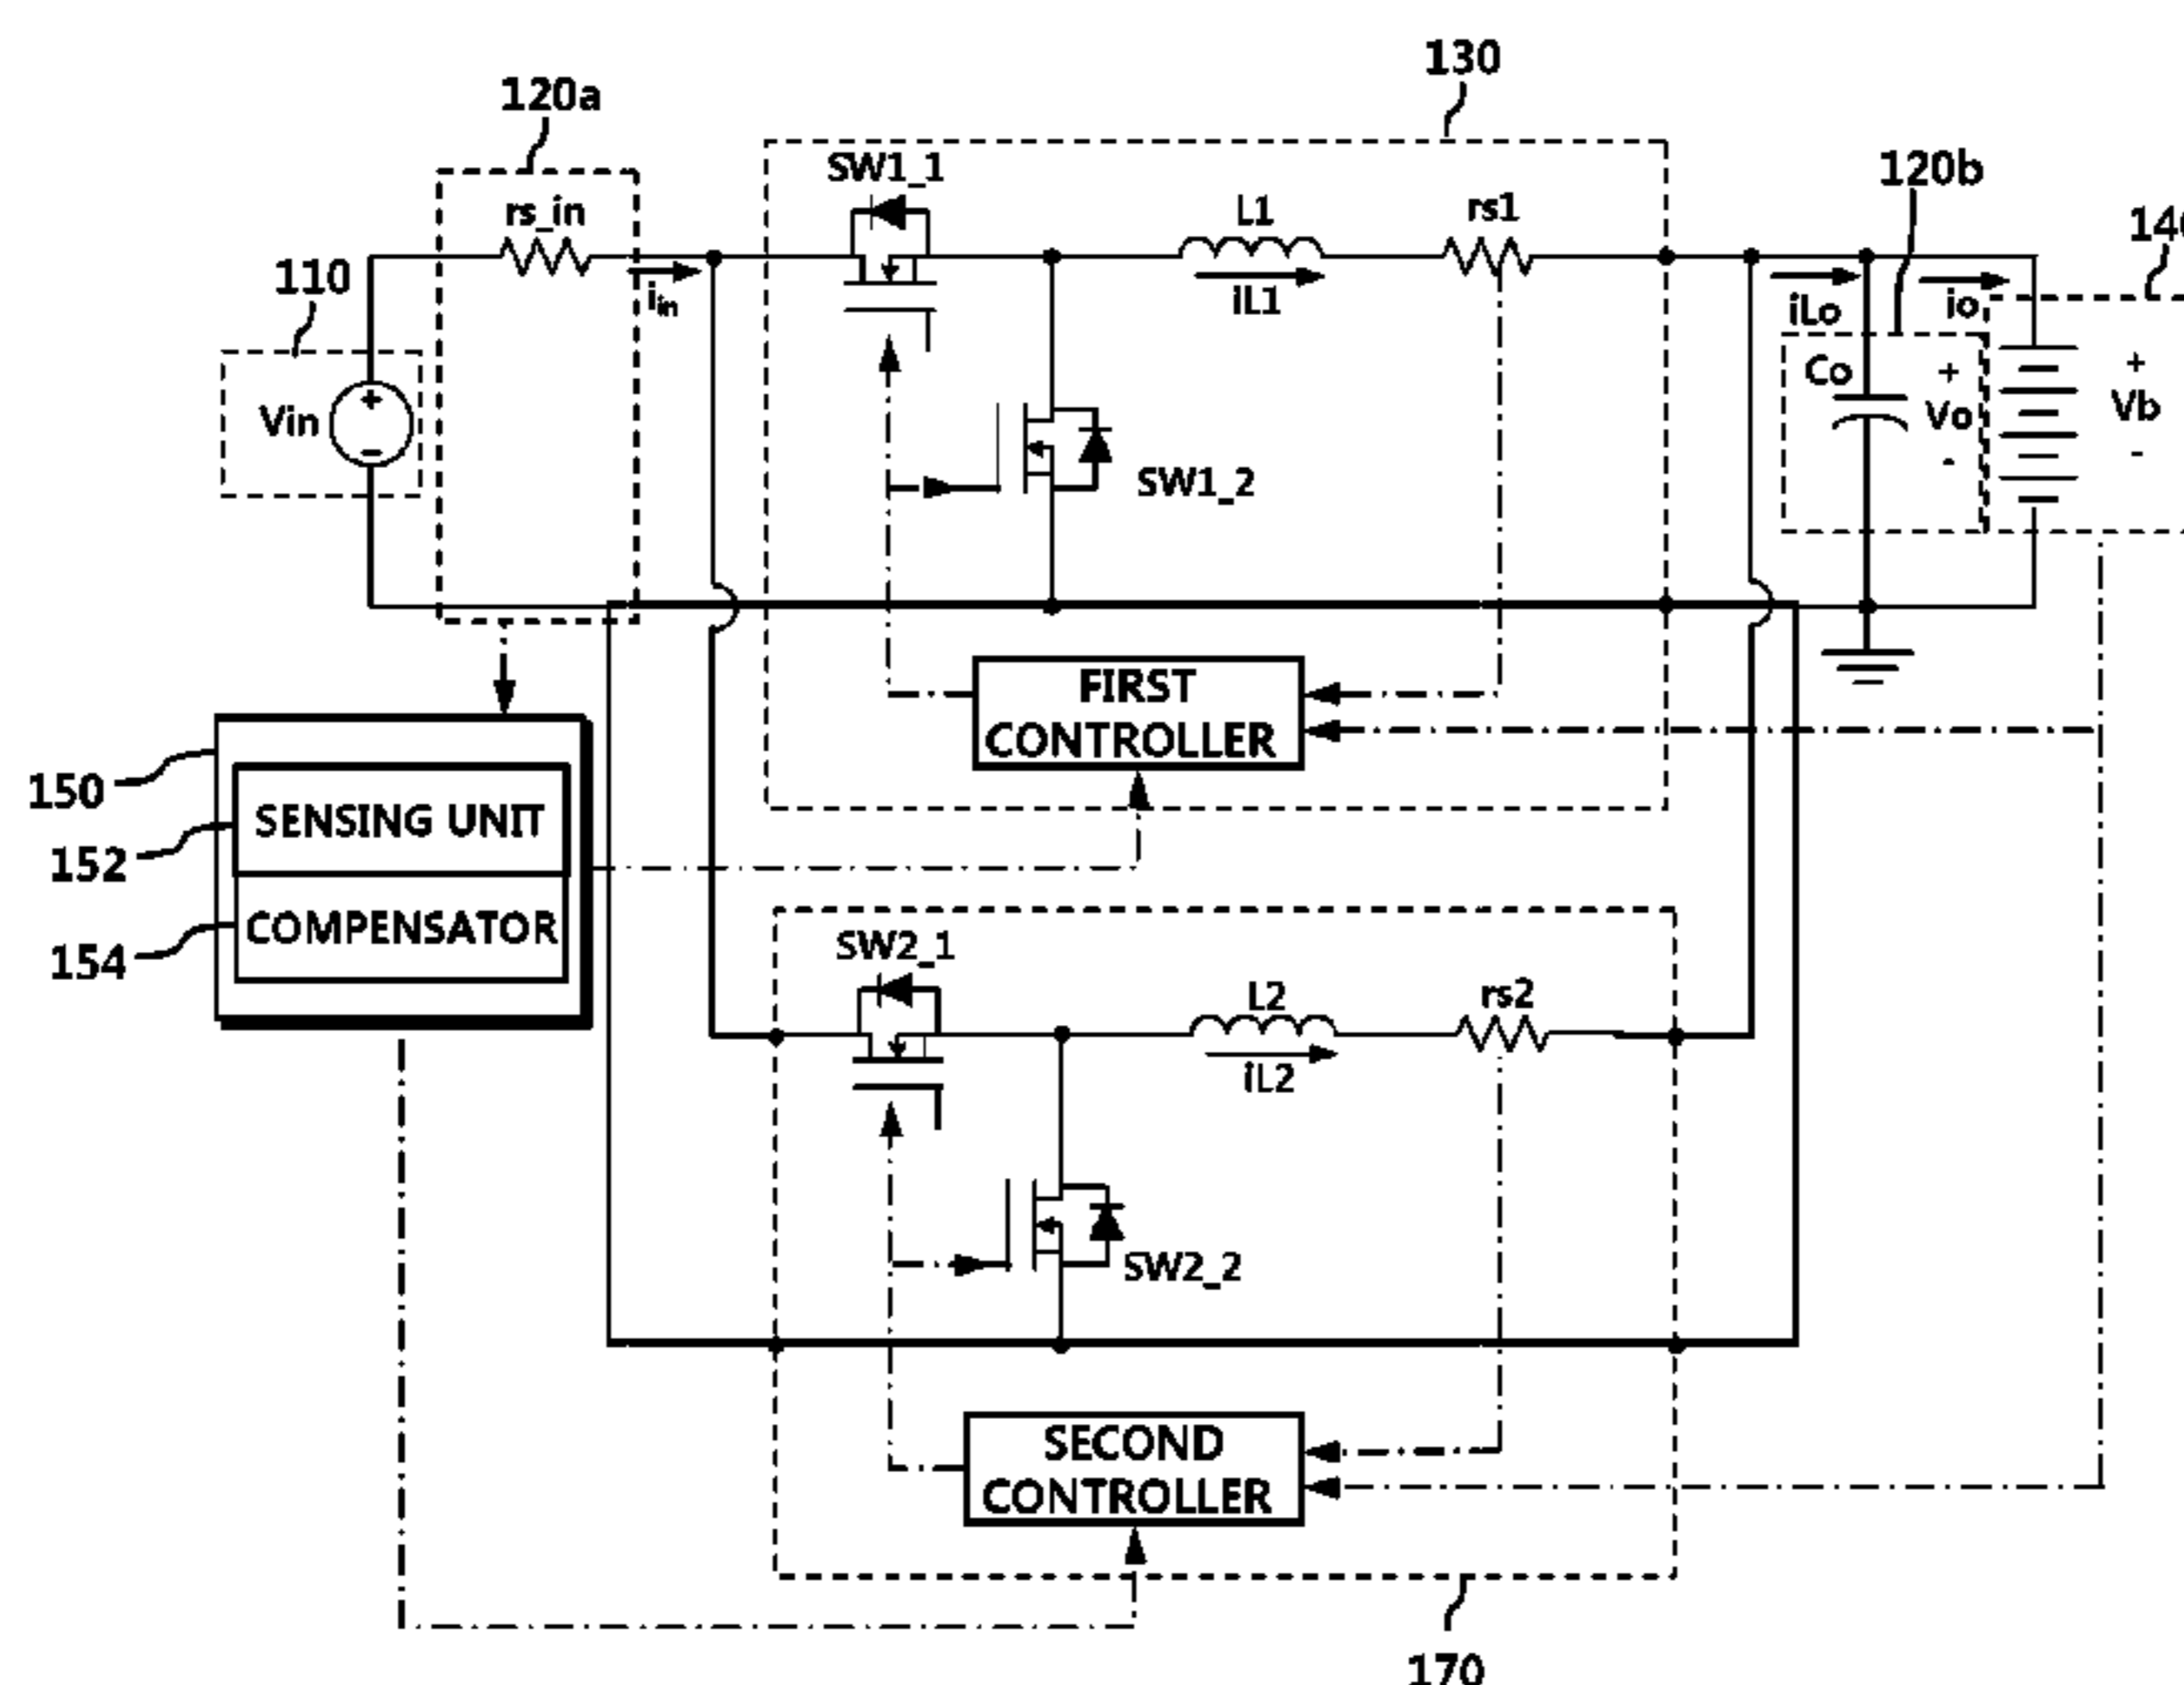 130
120a
SW1_1
120b
rs_in
L1
rs1
110
i_in
iL1
iLo
io
Vin
+
-
Co
+
Vo
-
+
Vb
-
SW1_2
FIRST
CONTROLLER
150
SENSING UNIT
152
COMPENSATOR
154
SW2_1
L2
rs2
iL2
SW2_2
SECOND
CONTROLLER
170